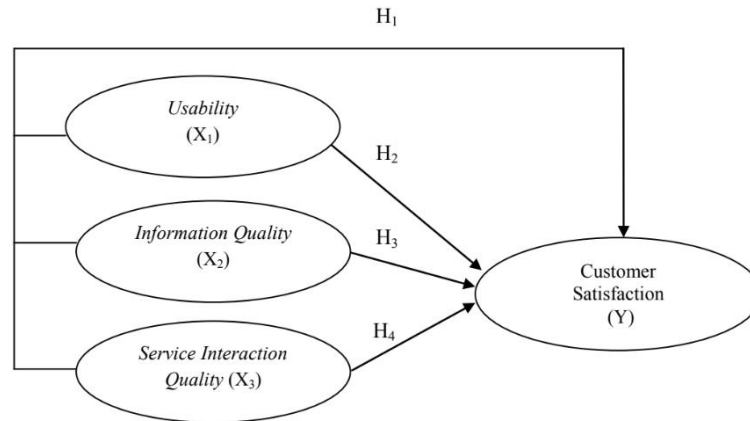 H₁
Usability
(X₁)
H₂
Information Quality
(X₂)
H₃
Customer
Satisfaction
(Y)
Service Interaction
Quality (X₃)
H₄